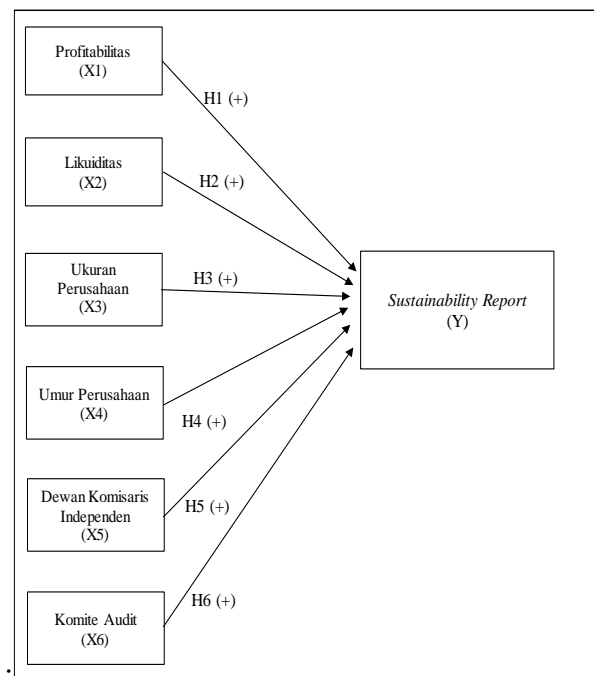 Profitabilitas
(X1)
H1 (+)
Likuiditas
(X2)
H2 (+)
Ukuran
Perusahaan
(X3)
H3 (+)
Sustainability Report
(Y)
Umur Perusahaan
(X4)
H4 (+)
Dewan Komisaris
Independen
(X5)
H5 (+)
Komite Audit
(X6)
H6 (+)